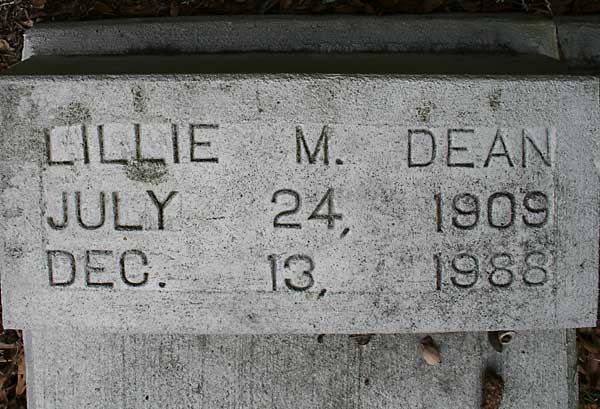 LILLIE M. DEAN
JULY 24, 1909
DEC. 13, 1988